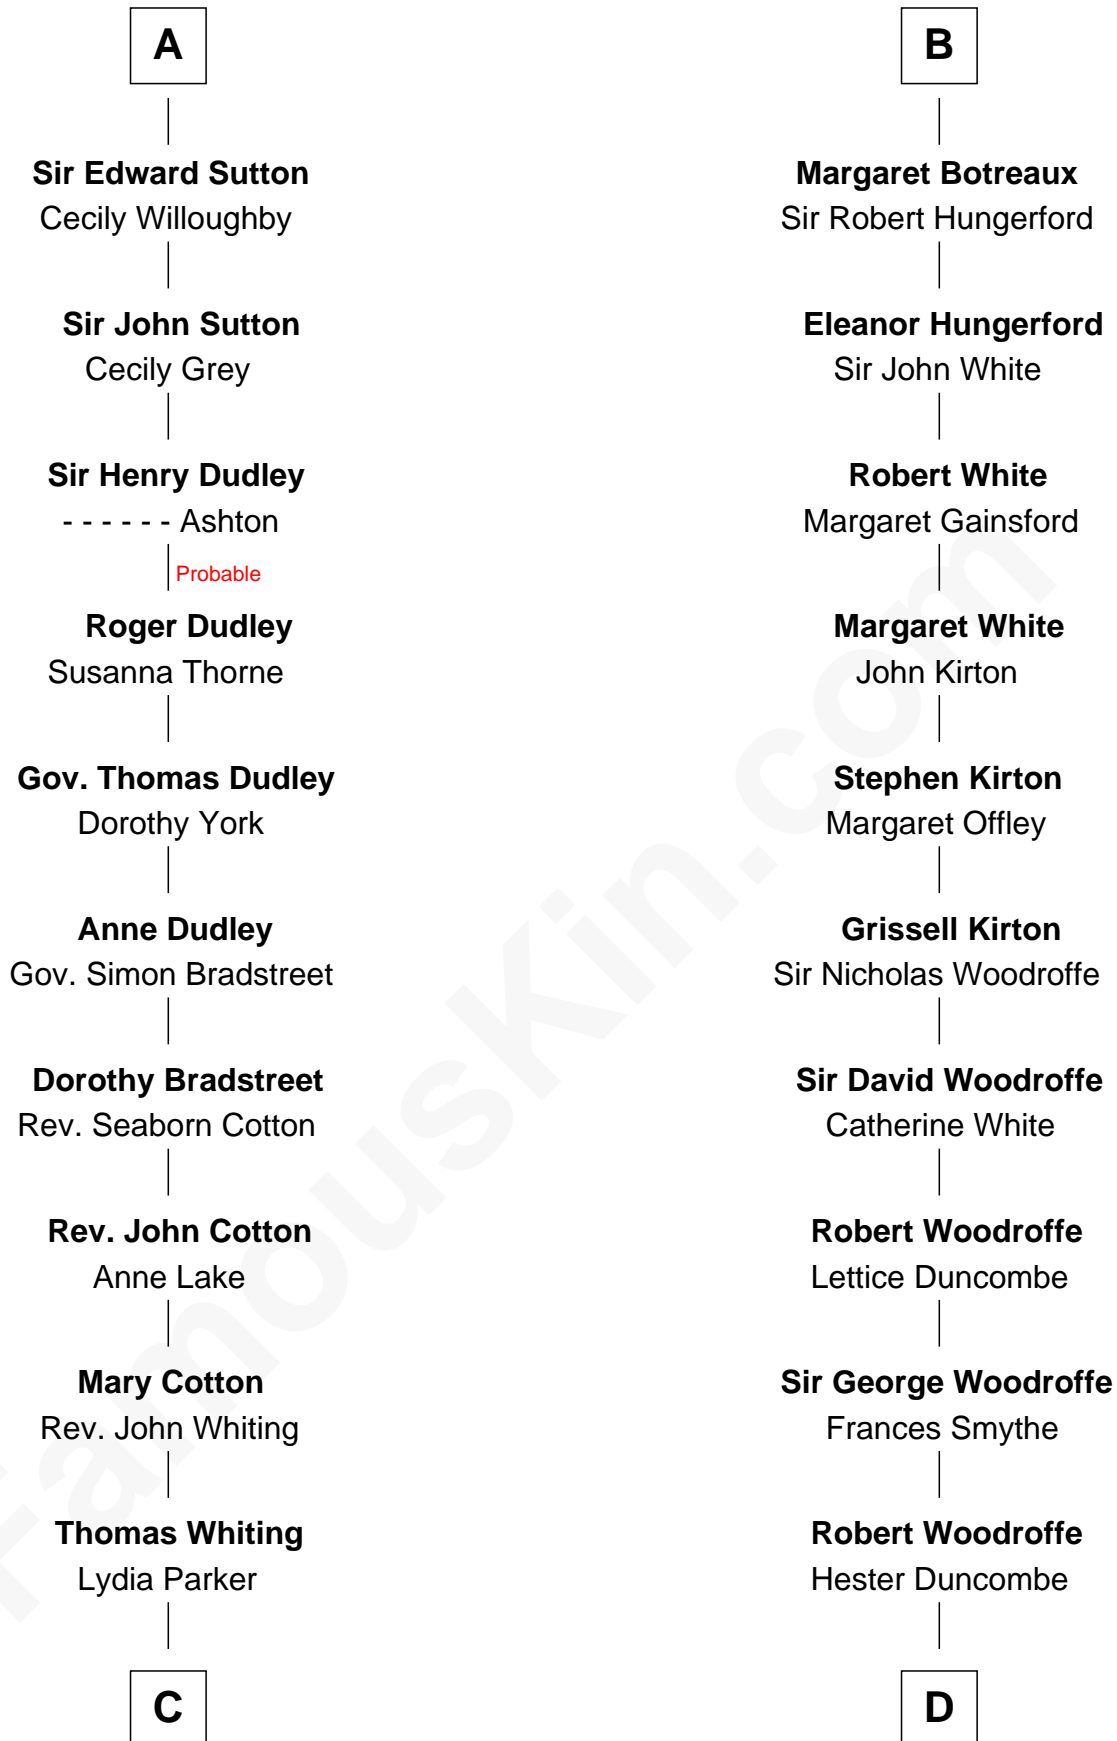 A
Sir Edward Sutton
Cecily Willoughby
Sir John Sutton
Cecily Grey
Sir Henry Dudley
- - - - - - Ashton
Probable
Roger Dudley
Susanna Thorne
Gov. Thomas Dudley
Dorothy York
Anne Dudley
Gov. Simon Bradstreet
Dorothy Bradstreet
Rev. Seaborn Cotton
Rev. John Cotton
Anne Lake
Mary Cotton
Rev. John Whiting
Thomas Whiting
Lydia Parker
C
B
Margaret Botreaux
Sir Robert Hungerford
Eleanor Hungerford
Sir John White
Robert White
Margaret Gainsford
Margaret White
John Kirton
Stephen Kirton
Margaret Offley
Grissell Kirton
Sir Nicholas Woodroffe
Sir David Woodroffe
Catherine White
Robert Woodroffe
Lettice Duncombe
Sir George Woodroffe
Frances Smythe
Robert Woodroffe
Hester Duncombe
D
FamousKin.com